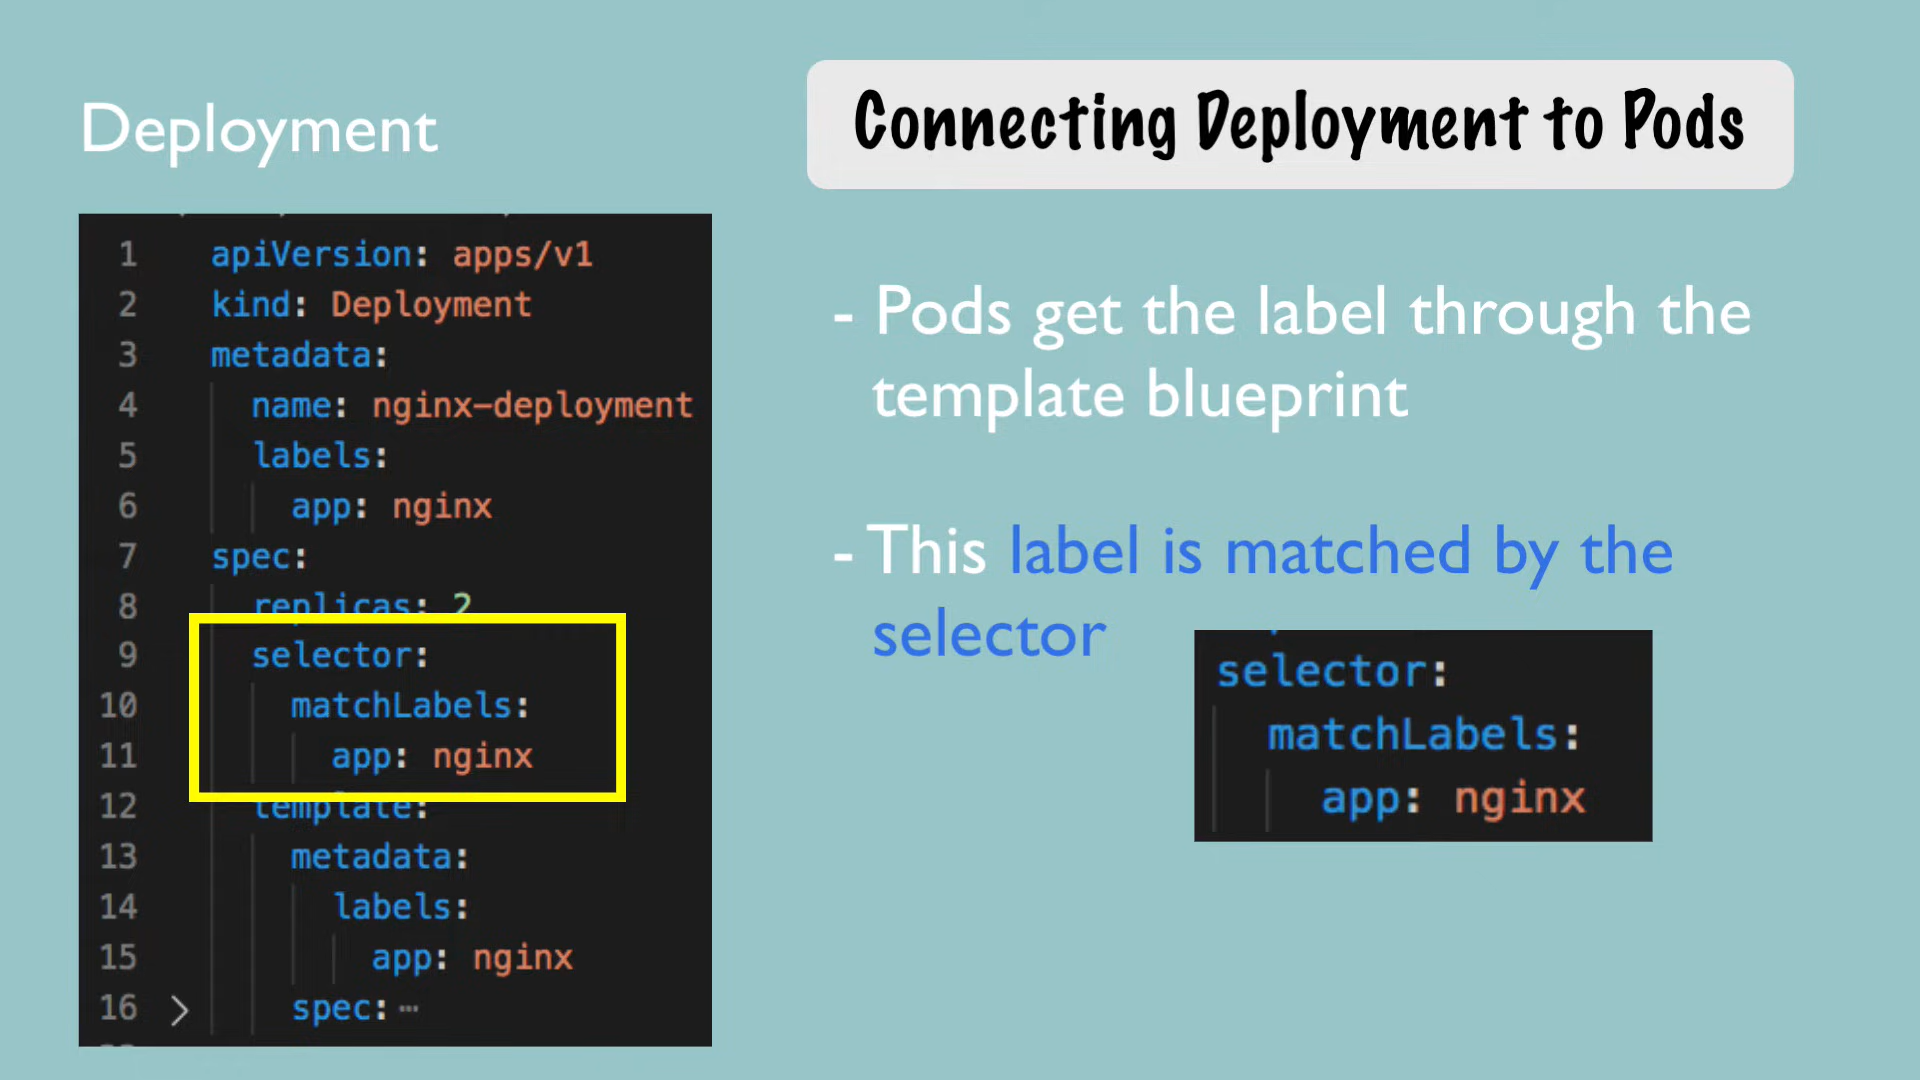 Deployment
Connecting Deployment to Pods
1 apiVersion: apps/v1
2 kind: Deployment
3 metadata:
4 name: nginx-deployment
5 labels:
6 app: nginx
7 spec:
8 replicas: 2
9 selector:
10 matchLabels:
11 app: nginx
12 template:
13 metadata:
14 labels:
15 app: nginx
16 > spec: ⋯
- Pods get the label through the
template blueprint
- This label is matched by the
selector
selector:
matchLabels:
app: nginx